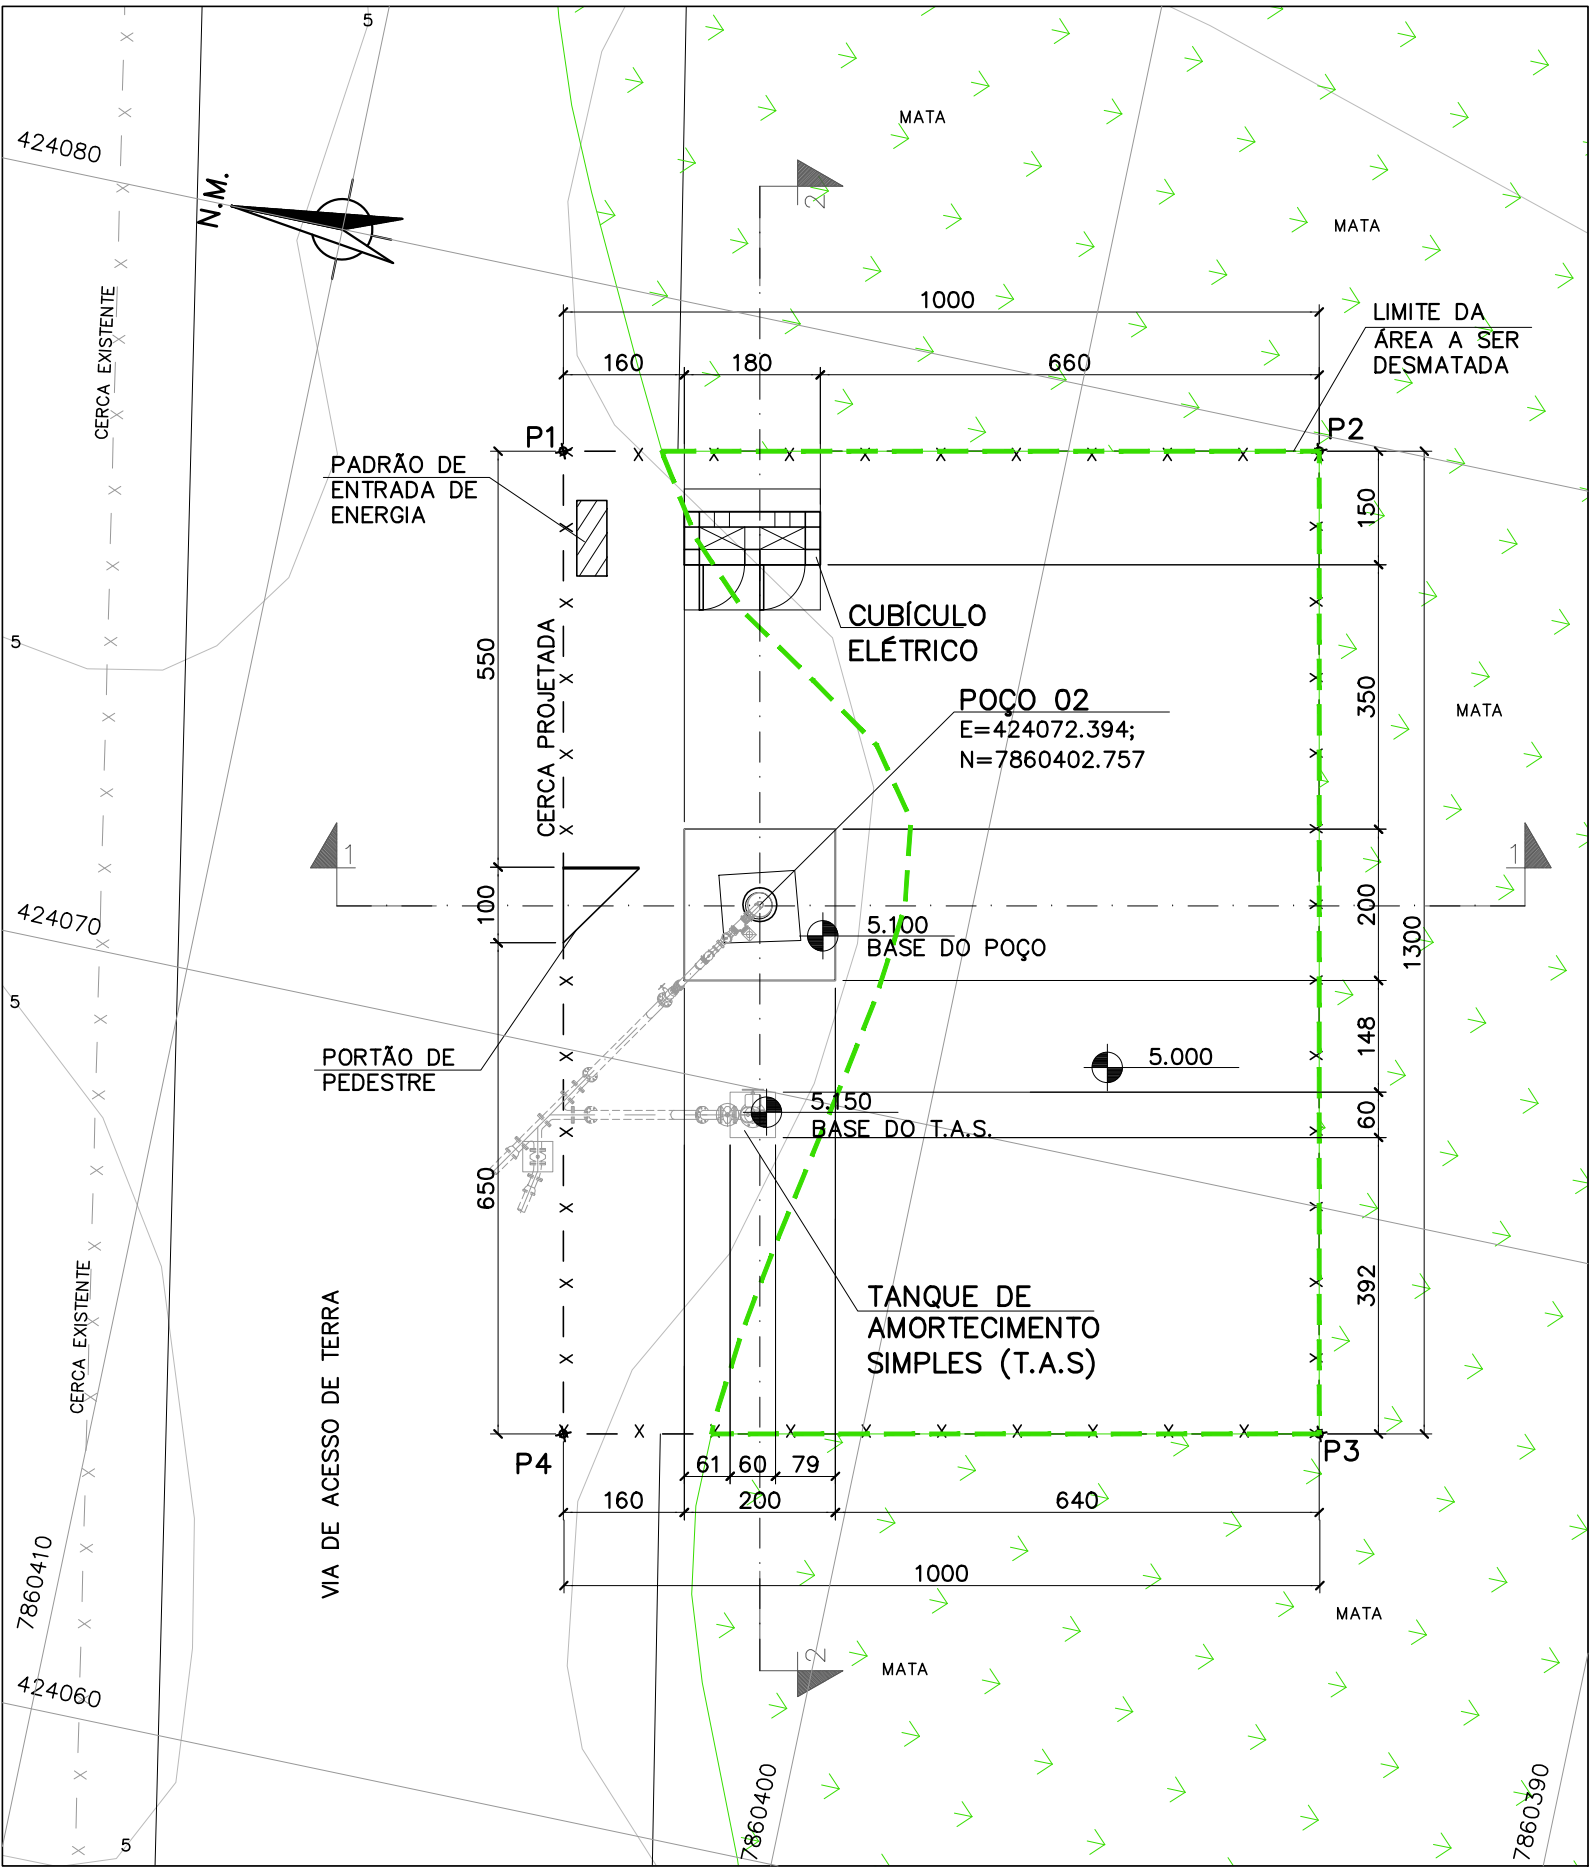 5
MATA
424080
N.M.
2
MATA
CERCA EXISTENTE
1000
LIMITE DA
ÁREA A SER
DESMATADA
160
180
660
P1
P2
PADRÃO DE
ENTRADA DE
ENERGIA
150
550
CERCA PROJETADA
CUBÍCULO
ELÉTRICO
5
350
POÇO 02
E=424072.394;
N=7860402.757
MATA
1
1
100
200
424070
5.100
BASE DO POÇO
1300
5
148
PORTÃO DE
PEDESTRE
5.000
5.150
BASE DO T.A.S.
60
650
392
CERCA EXISTENTE
VIA DE ACESSO DE TERRA
TANQUE DE
AMORTECIMENTO
SIMPLES (T.A.S)
P4
P3
61
60
79
160
200
640
1000
7860410
MATA
2
MATA
424060
7860400
7860390
5